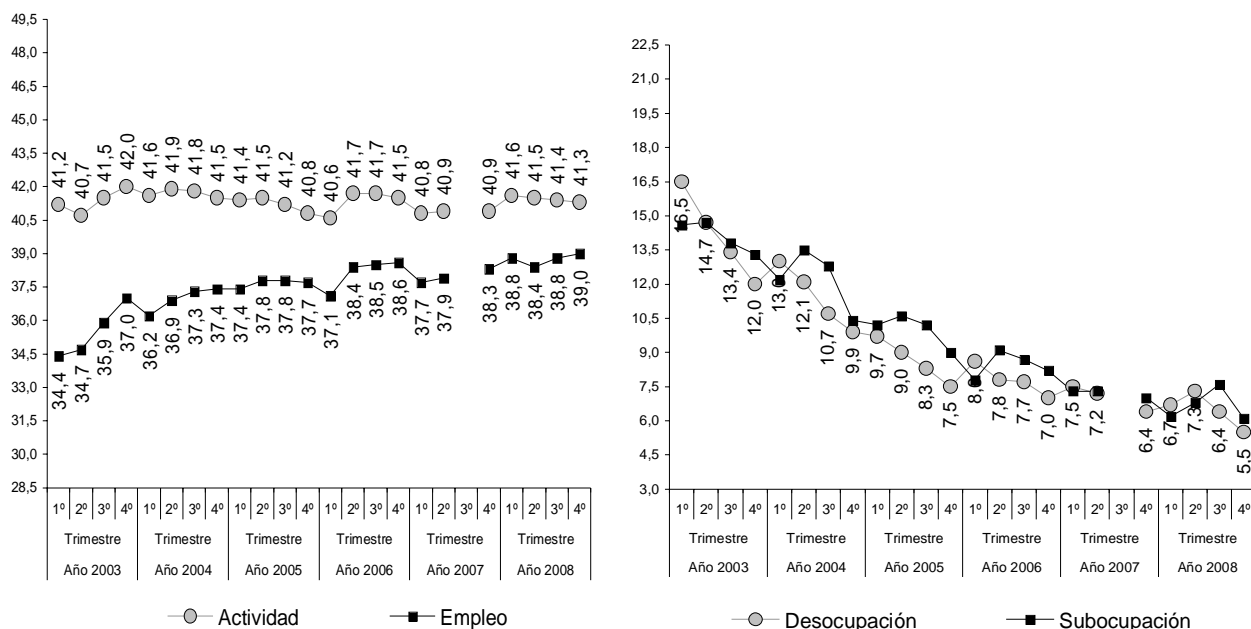 49,5
48,0
46,5
45,0
43,5
42,0
40,5
39,0
37,5
36,0
34,5
33,0
31,5
30,0
28,5
41,2 40,7 41,5 42,0 41,6 41,9 41,8 41,5 41,4 41,5 41,2 40,8 40,6 41,7 41,7 41,5 40,8 40,9 40,9 41,6 41,5 41,4 41,3
34,4 34,7 35,9 37,0 36,2 36,9 37,3 37,4 37,4 37,8 37,8 37,7 37,1 38,4 38,5 38,6 37,7 37,9 38,3 38,8 38,4 38,8 39,0
1º 2º 3º 4º 1º 2º 3º 4º 1º 2º 3º 4º 1º 2º 3º 4º 1º 2º 3º 4º 1º 2º 3º 4º
Trimestre Trimestre Trimestre Trimestre Trimestre Trimestre
Año 2003 Año 2004 Año 2005 Año 2006 Año 2007 Año 2008
Actividad Empleo
22,5
21,0
19,5
18,0
16,5
15,0
13,5
12,0
10,5
9,0
7,5
6,0
4,5
3,0
16,5 14,7 13,4 12,0 12,1 10,7 9,9 9,7 9,0 8,3 7,5 7,8 7,7 7,0 7,5 7,2 6,4 6,7 7,3 6,4 5,5
1º 2º 3º 4º 1º 2º 3º 4º 1º 2º 3º 4º 1º 2º 3º 4º 1º 2º 3º 4º 1º 2º 3º 4º
Trimestre Trimestre Trimestre Trimestre Trimestre Trimestre
Año 2003 Año 2004 Año 2005 Año 2006 Año 2007 Año 2008
Desocupación Subocupación